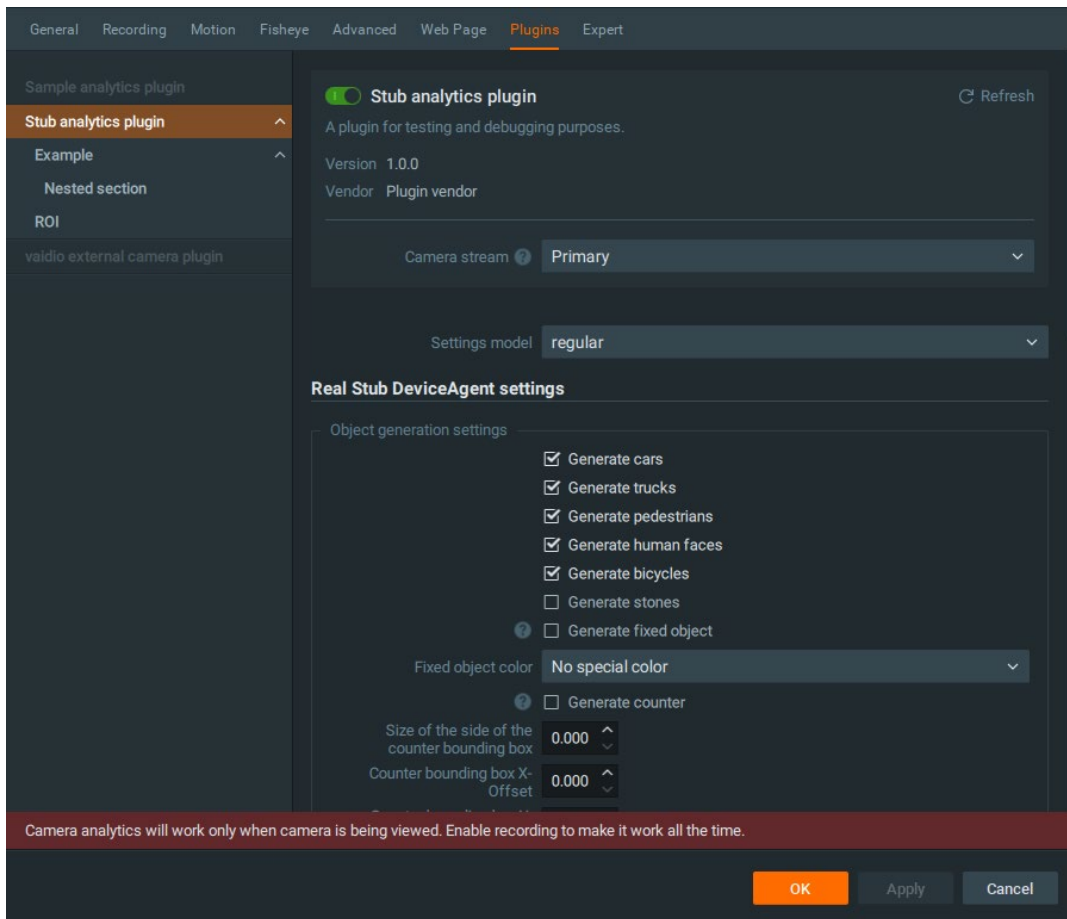 General Recording Motion Fisheye Advanced Web Page Plugins Expert
Sample analytics plugin
Stub analytics plugin
Example
Nested section
ROI
vaidio external camera plugin
Stub analytics plugin
Refresh
A plugin for testing and debugging purposes.
Version 1.0.0
Vendor Plugin vendor
Camera stream ? Primary
Settings model regular
Real Stub DeviceAgent settings
Object generation settings
Generate cars
Generate trucks
Generate pedestrians
Generate human faces
Generate bicycles
Generate stones
? Generate fixed object
Fixed object color No special color
? Generate counter
Size of the side of the
counter bounding box 0.000
Counter bounding box X-
Offset 0.000
Camera analytics will work only when camera is being viewed. Enable recording to make it work all the time.
OK Apply Cancel